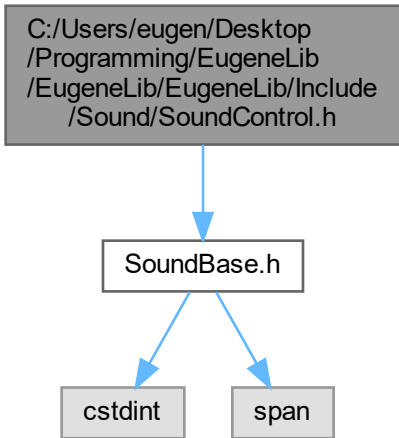 C:/Users/eugen/Desktop
/Programming/EugeneLib
/EugeneLib/EugeneLib/Include
/Sound/SoundControl.h
SoundBase.h
cstdint
span